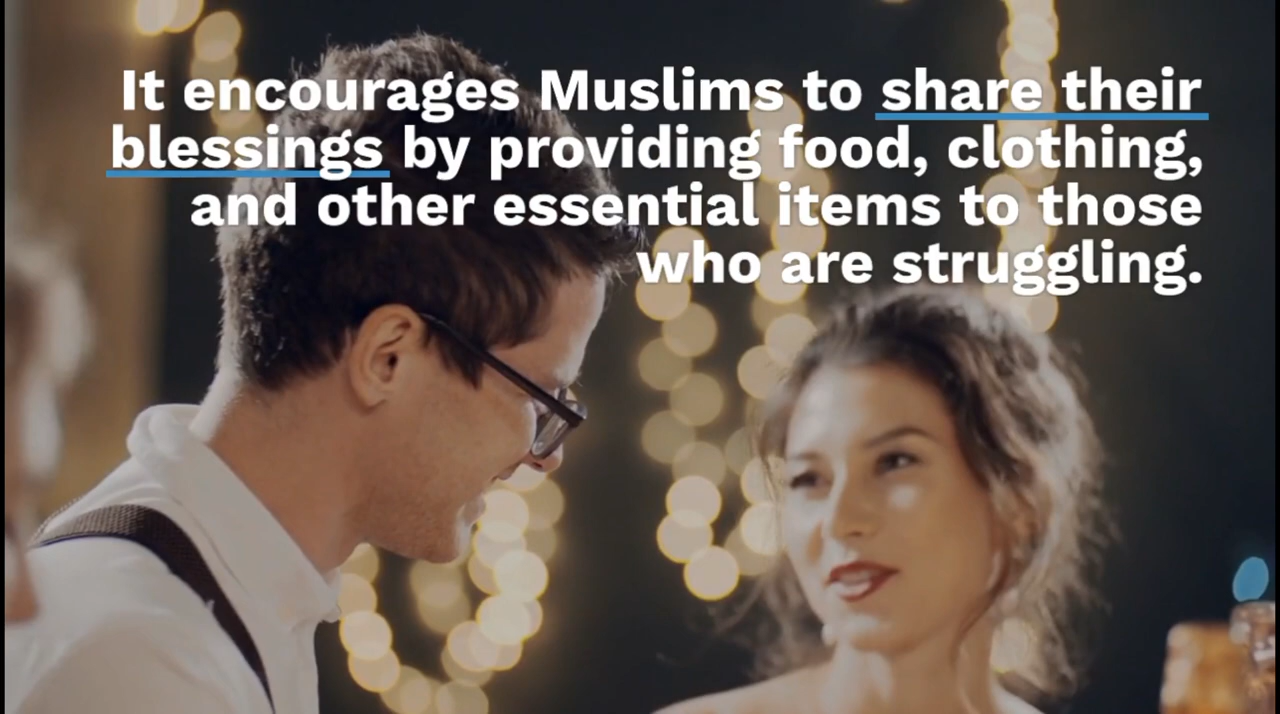 It encourages Muslims to share their
blessings by providing food, clothing,
and other essential items to those
who are struggling.